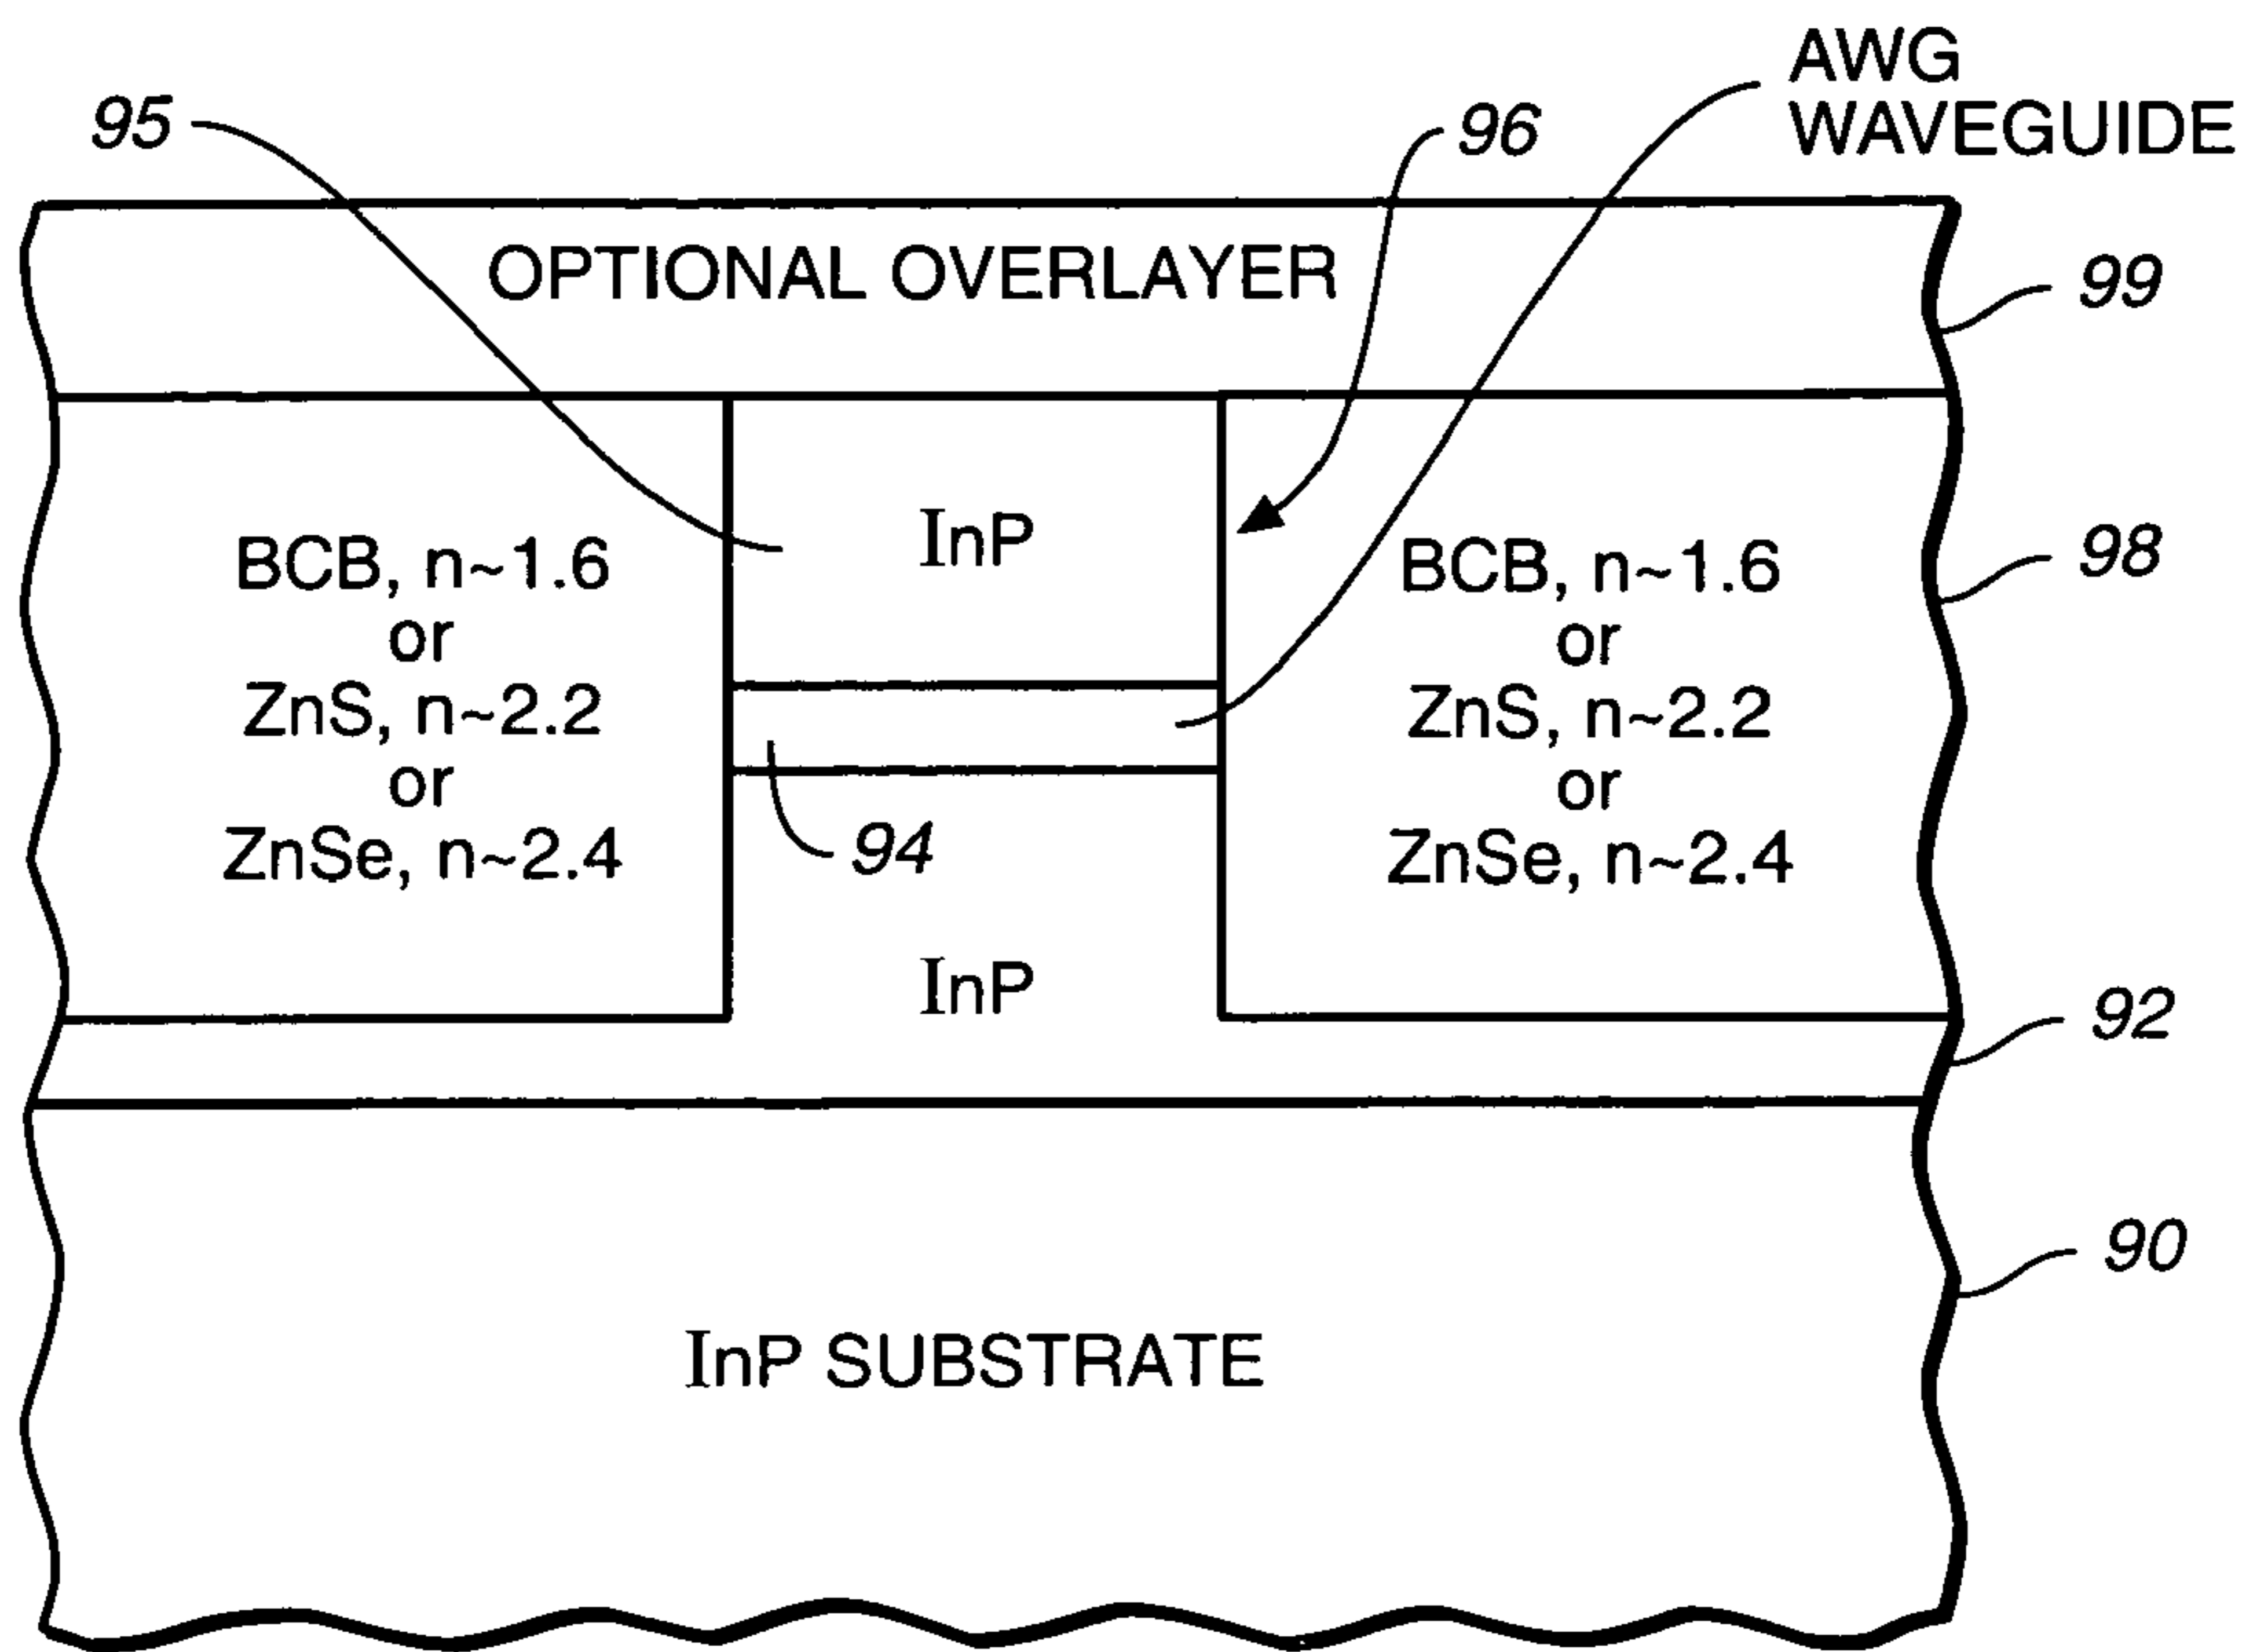 AWG
WAVEGUIDE
95
96
OPTIONAL OVERLAYER
99
InP
BCB, n~1.6
or
ZnS, n~2.2
or
ZnSe, n~2.4
BCB, n~1.6
or
ZnS, n~2.2
or
ZnSe, n~2.4
98
94
InP
92
90
InP SUBSTRATE